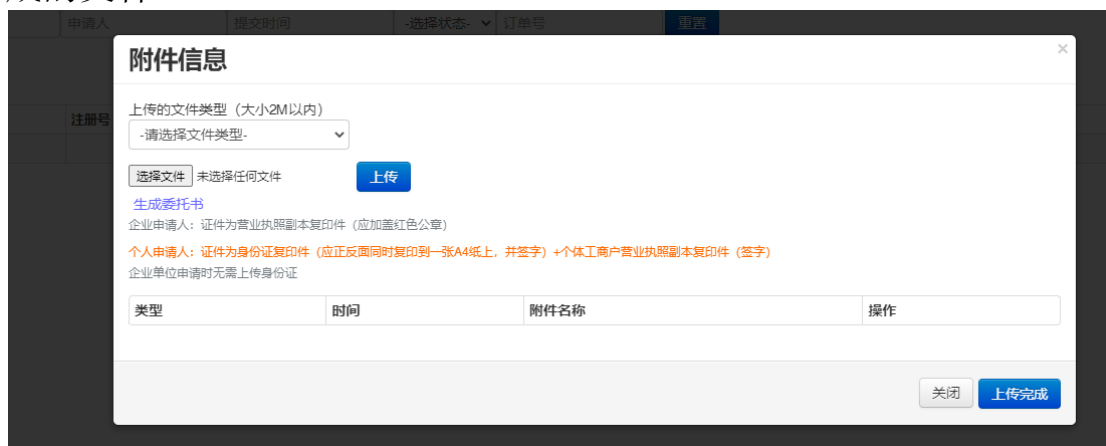 申请人 提交时间 -选择状态- 订单号 重置
附件信息 ×
注册号
上传的文件类型（大小2M以内）
-请选择文件类型-
选择文件 未选择任何文件 上传
生成委托书
企业申请人：证件为营业执照副本复印件（应加盖红色公章）
个人申请人：证件为身份证复印件（应正反面同时复印到一张A4纸上，并签字）+个体工商户营业执照副本复印件（签字）
企业单位申请时无需上传身份证
类型 时间 附件名称 操作
关闭 上传完成